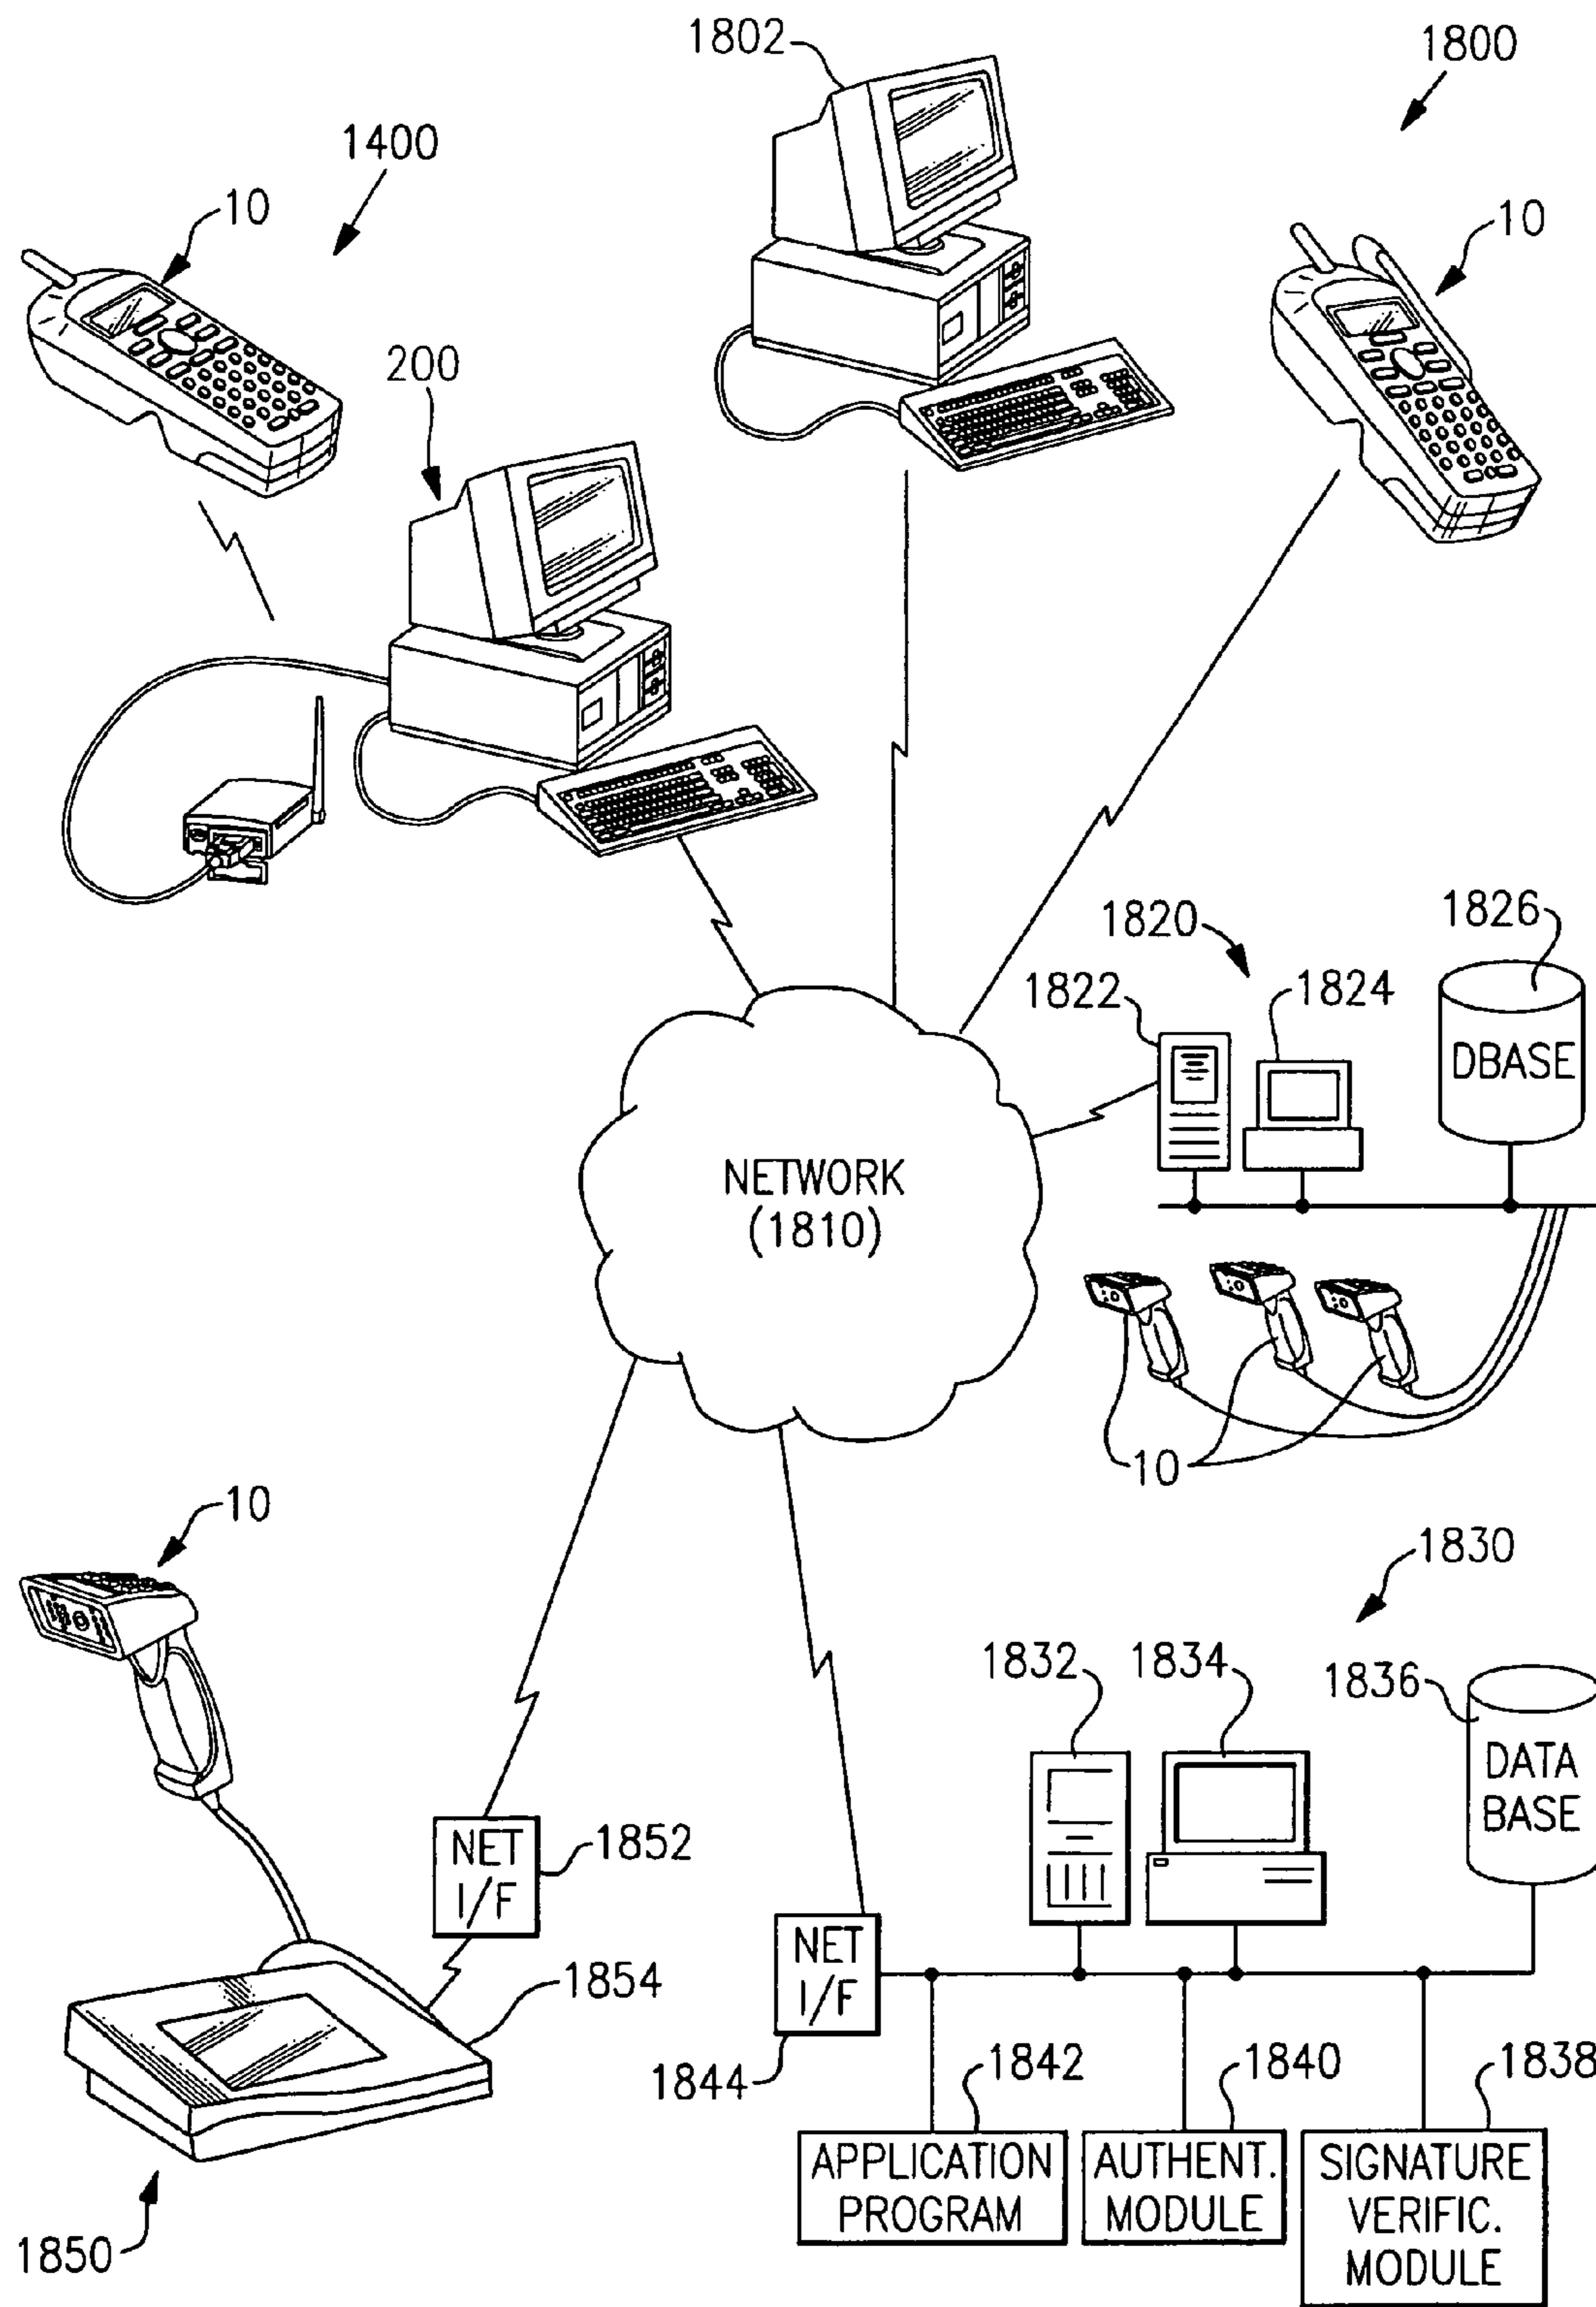 1802
1800
1400
10
10
200
1820
1826
1822
1824
DBASE
NETWORK
(1810)
10
10
1830
1832
1834
1836
DATA
BASE
NET
I/F
1852
NET
I/F
1854
1844
1842
1840
1838
APPLICATION
PROGRAM
AUTHENT.
MODULE
SIGNATURE
VERIFIC.
MODULE
1850